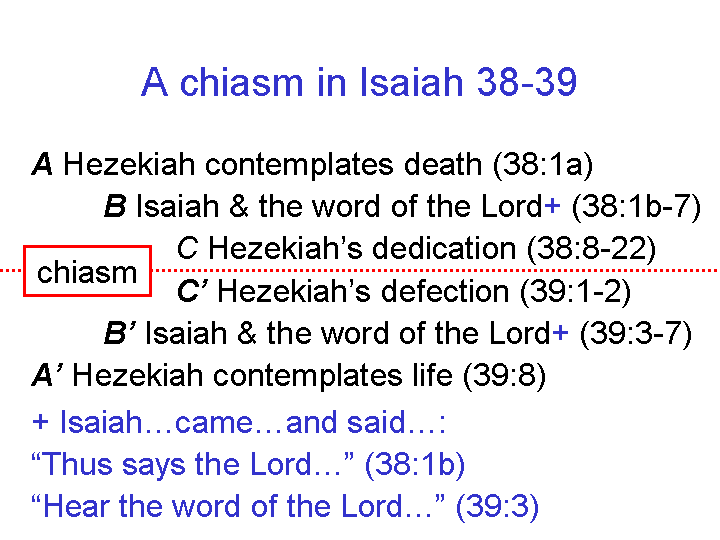 A chiasm in Isaiah 38-39
A Hezekiah contemplates death (38:1a)
B Isaiah & the word of the Lord+ (38:1b-7)
C Hezekiah’s dedication (38:8-22)
chiasm
C’ Hezekiah’s defection (39:1-2)
B’ Isaiah & the word of the Lord+ (39:3-7)
A’ Hezekiah contemplates life (39:8)
+ Isaiah…came…and said…:
“Thus says the Lord…” (38:1b)
“Hear the word of the Lord…” (39:3)